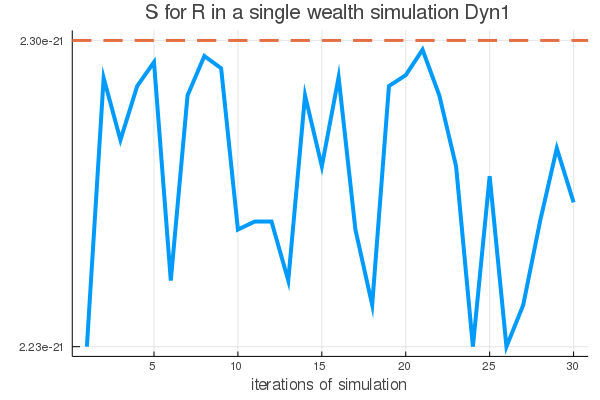 S for R in a single wealth simulation Dyn1
2.30e-21
2.23e-21
5 10 15 20 25 30
iterations of simulation